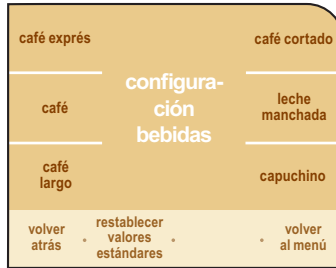 café exprés
café cortado
configura-
ción
bebidas
café
leche
manchada
café
largo
capuchino
volver
atrás
restablecer
valores
estándares
volver
al menú